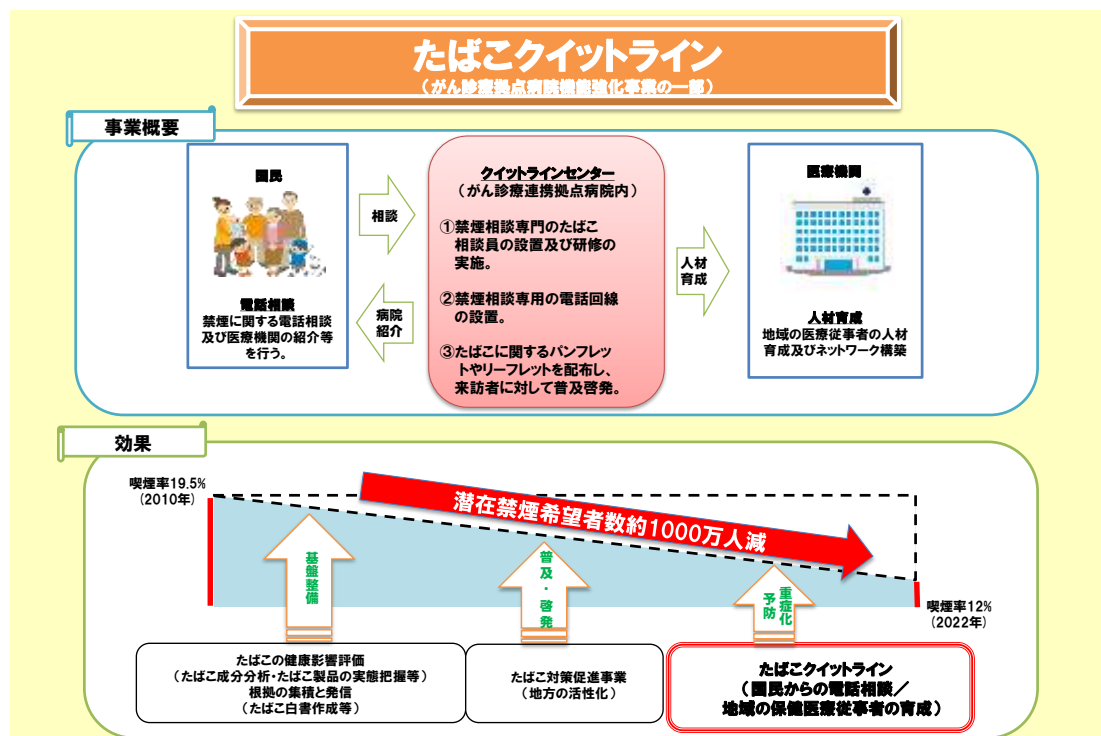 たばこクイットライン
（がん診療拠点病院機能強化事業の一部）
事業概要
国民
電話相談
禁煙に関する電話相談
及び医療機関の紹介等
を行う。
相談
病院
紹介
クイットラインセンター
（がん診療連携拠点病院内）
①禁煙相談専門のたばこ
相談員の設置及び研修の
実施。
②禁煙相談専用の電話回線
の設置。
③たばこに関するパンフレッ
トやリーフレットを配布し、
来訪者に対して普及啓発。
人材
育成
医療機関
人材育成
地域の医療従事者の人材
育成及びネットワーク構築
効果
喫煙率19.5%
（2010年）
潜在禁煙希望者数約1000万人減
基盤整備
普及・啓発
重症化
予防
喫煙率12%
（2022年）
たばこの健康影響評価
（たばこ成分分析・たばこ製品の実態把握等）
根拠の集積と発信
（たばこ白書作成等）
たばこ対策促進事業
（地方の活性化）
たばこクイットライン
（国民からの電話相談／
地域の保健医療従事者の育成）